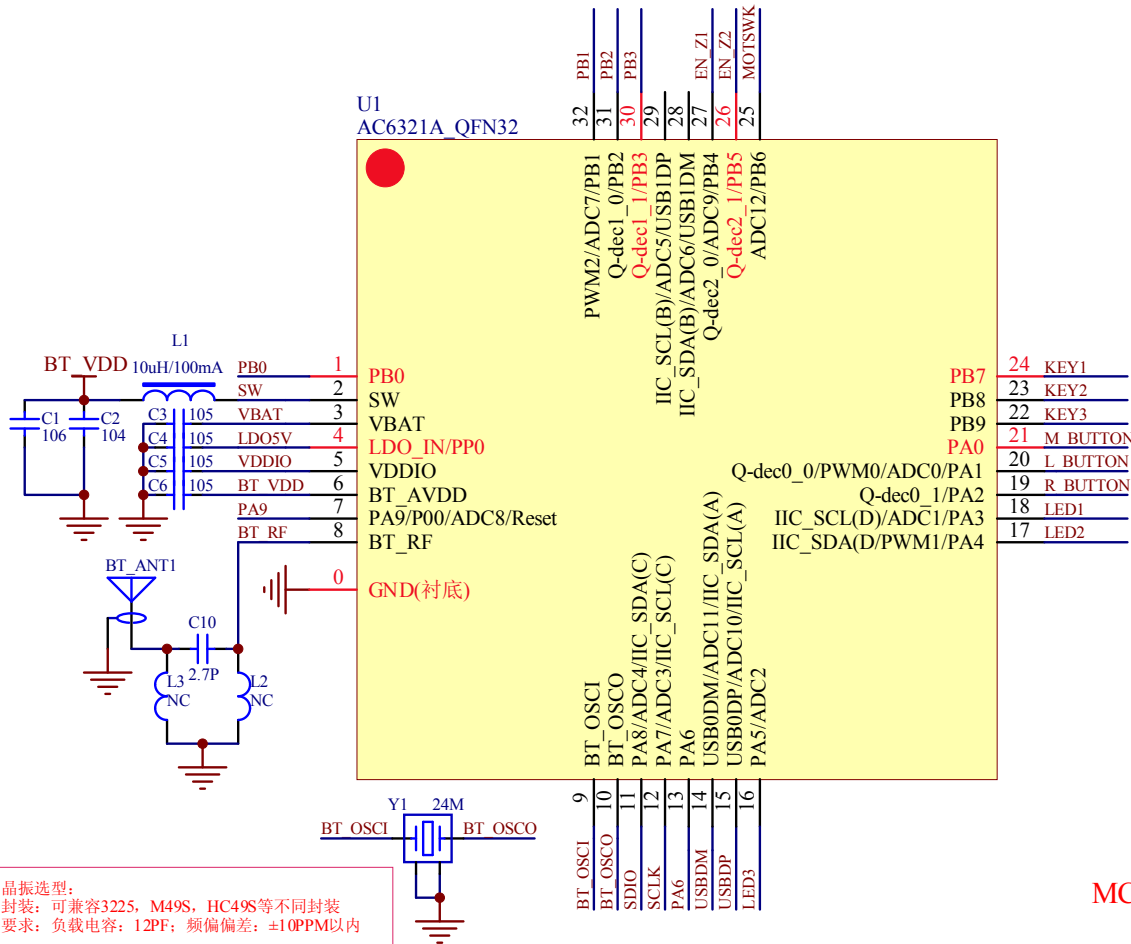 PB1
PB2
PB3
EN_Z1
EN_Z2
MOTSWK
32
31
30
29
28
27
26
25
U1
AC6321A_QFN32
PWM2/ADC7/PB1
Q-dec1_0/PB2
Q-dec1_1/PB3
IIC_SCL(B)/ADC5/USB1DP
IIC_SDA(B)/ADC6/USB1DM
Q-dec2_0/ADC9/PB4
Q-dec2_1/PB5
ADC12/PB6
L1
10uH/100mA
BT_VDD
C1
106
C2
104
PB0 1 PB0
SW 2 SW
C3 105 VBAT 3 VBAT
C4 105 LDO5V 4 LDO_IN/PP0
C5 105 VDDIO 5 VDDIO
C6 105 BT_VDD 6 BT_AVDD
PA9 7 PA9/P00/ADC8/Reset
BT_RF 8 BT_RF
0 GND(衬底)
PB7 24 KEY1
PB8 23 KEY2
PB9 22 KEY3
PA0 21 M_BUTTON
Q-dec0_0/PWM0/ADC0/PA1 20 L_BUTTON
Q-dec0_1/PA2 19 R_BUTTON
IIC_SCL(D)/ADC1/PA3 18 LED1
IIC_SDA(D/PWM1/PA4 17 LED2
BT_ANT1
C10
2.7P
L3
NC
L2
NC
BT_OSCI
BT_OSCO
PA8/ADC4/IIC_SDA(C)
PA7/ADC3/IIC_SCL(C)
PA6
USB0DM/ADC11/IIC_SDA(A)
USB0DP/ADC10/IIC_SCL(A)
PA5/ADC2
9
10
11
12
13
14
15
16
BT_OSCI
BT_OSCO
SDIO
SCLK
PA6
USBDM
USBDP
LED3
Y1 24M
BT_OSCI
BT_OSCO
晶振选型:
封装: 可兼容3225, M49S, HC49S等不同封装
要求: 负载电容: 12PF; 频偏偏差: ±10PPM以内